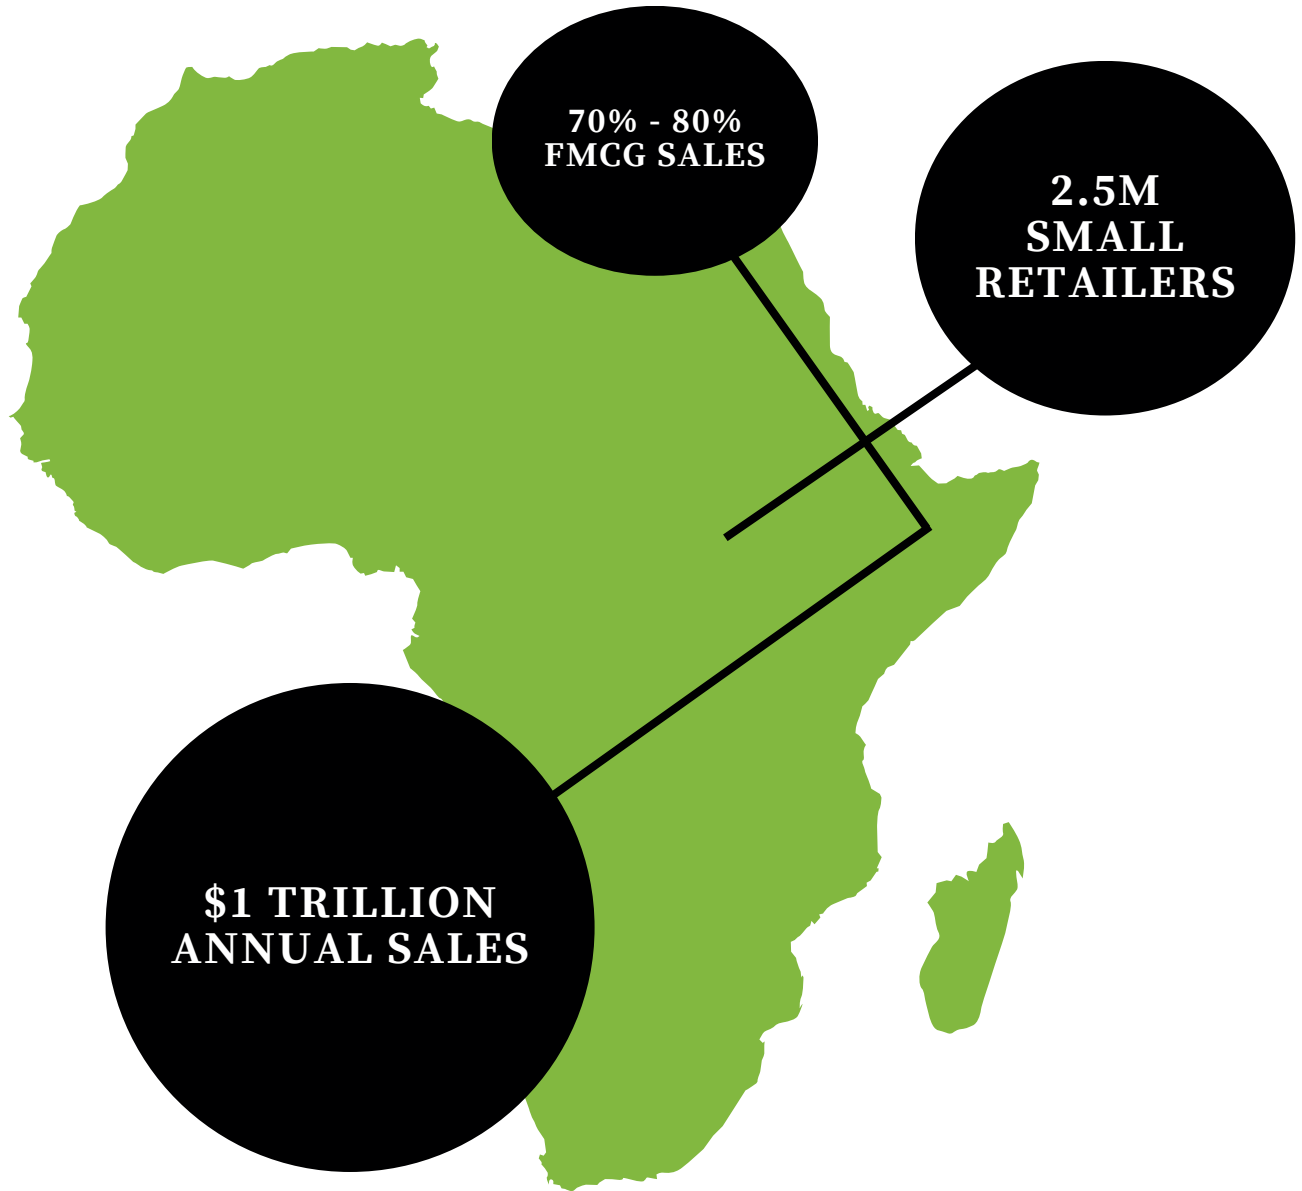 70% - 80%
FMCG SALES
2.5M
SMALL
RETAILERS
$1 TRILLION
ANNUAL SALES